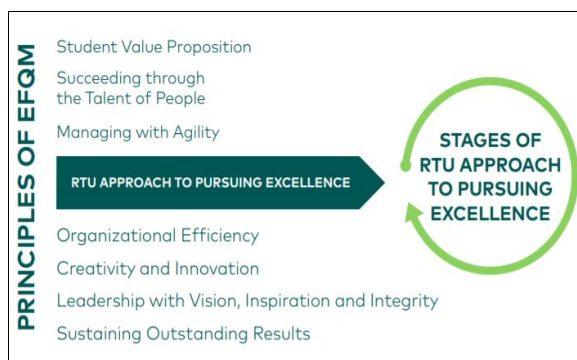 PRINCIPLES OF EFQM
Student Value Proposition
Succeeding through
the Talent of People
Managing with Agility
RTU APPROACH TO PURSUING EXCELLENCE
Organizational Efficiency
Creativity and Innovation
Leadership with Vision, Inspiration and Integrity
Sustaining Outstanding Results
STAGES OF
RTU APPROACH
TO PURSUING
EXCELLENCE